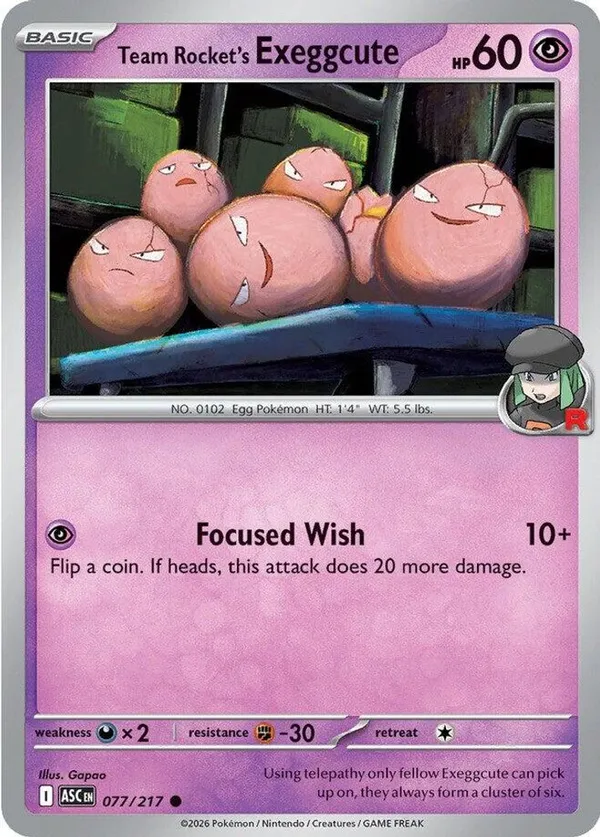 BASIC
Team Rocket's Exeggcute HP 60
NO. 0102 Egg Pokémon HT: 1'4" WT: 5.5 lbs.
R
Focused Wish 10+
Flip a coin. If heads, this attack does 20 more damage.
weakness ×2 resistance -30 retreat
Illus. Gapao
I ASC EN 077/217
Using telepathy only fellow Exeggcute can pick
up on, they always form a cluster of six.
©2026 Pokémon / Nintendo / Creatures / GAME FREAK